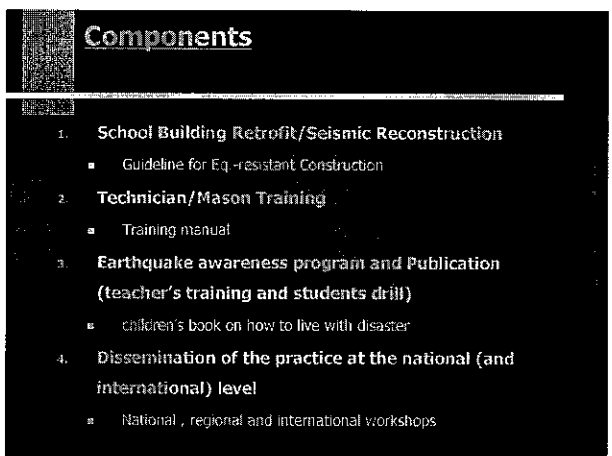 Components
1. School Building Retrofit/Seismic Reconstruction
▪ Guideline for Eq.-resistant Construction
2. Technician/Mason Training
▪ Training manual
3. Earthquake awareness program and Publication
(teacher's training and students drill)
▪ children's book on how to live with disaster
4. Dissemination of the practice at the national (and
international) level
▪ National , regional and international workshops